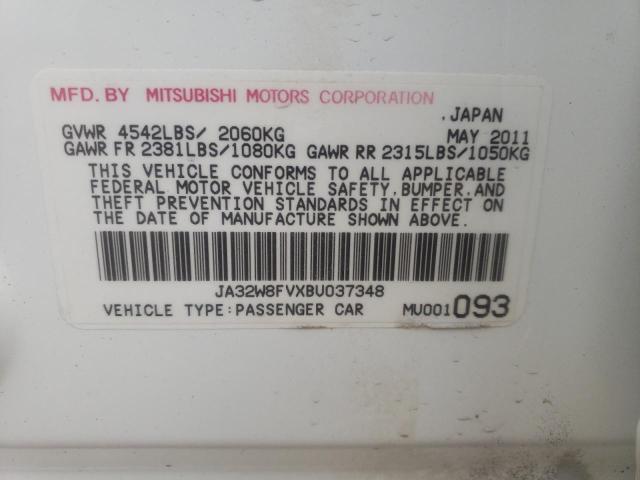 MFD. BY MITSUBISHI MOTORS CORPORATION
.JAPAN
GVWR 4542LBS/ 2060KG MAY 2011
GAWR FR 2381LBS/1080KG GAWR RR 2315LBS/1050KG
THIS VEHICLE CONFORMS TO ALL APPLICABLE
FEDERAL MOTOR VEHICLE SAFETY,BUMPER,AND
THEFT PREVENTION STANDARDS IN EFFECT ON
THE DATE OF MANUFACTURE SHOWN ABOVE.
JA32W8FVXBU037348
VEHICLE TYPE:PASSENGER CAR MU001093